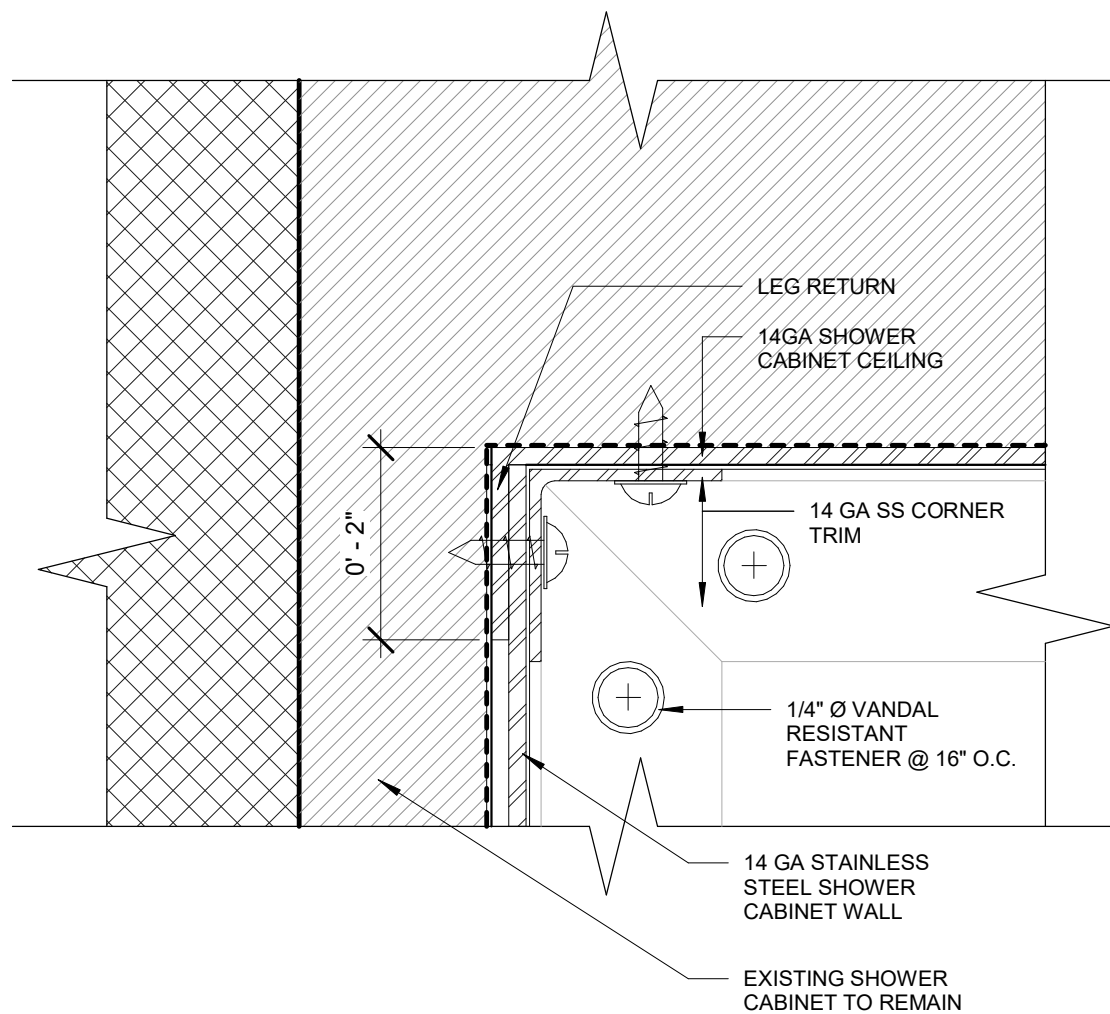 LEG RETURN
14GA SHOWER
CABINET CEILING
0' - 2"
14 GA SS CORNER
TRIM
1/4" Ø VANDAL
RESISTANT
FASTENER @ 16" O.C.
14 GA STAINLESS
STEEL SHOWER
CABINET WALL
EXISTING SHOWER
CABINET TO REMAIN